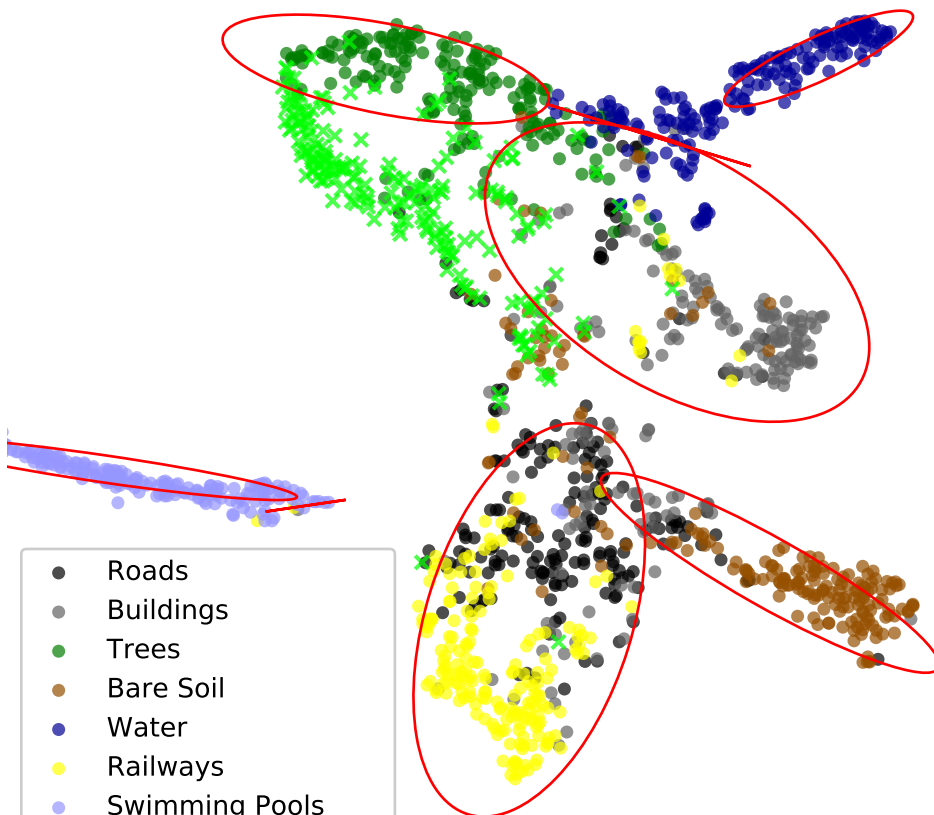 Roads
Buildings
Trees
Bare Soil
Water
Railways
Swimming Pools